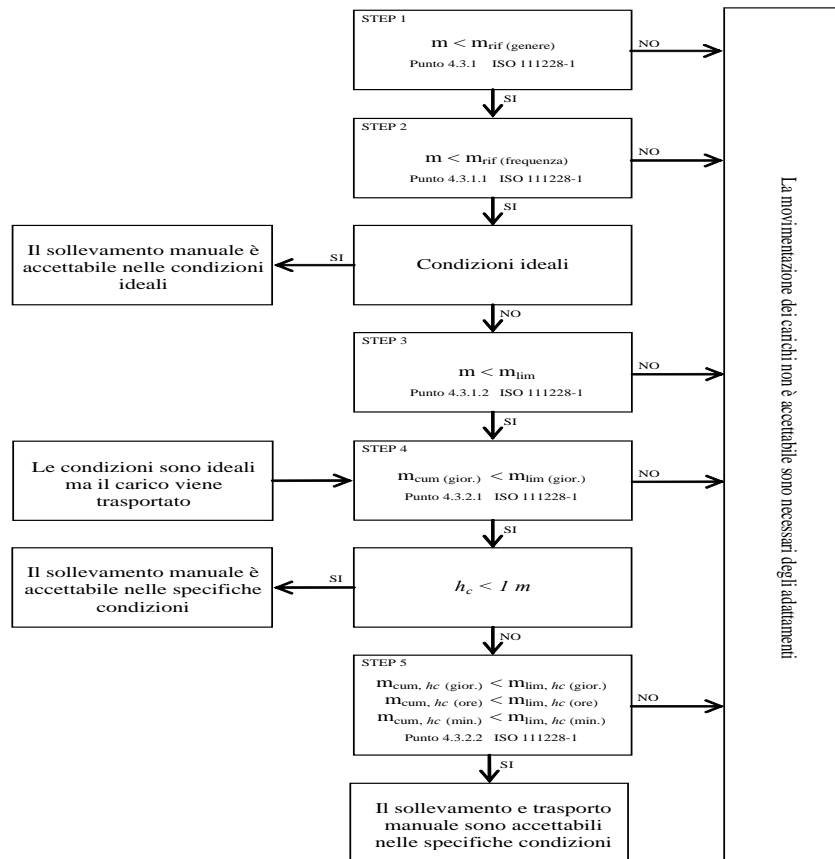 STEP 1
m < mrif (genere)
Punto 4.3.1 ISO 111228-1
NO
SI
STEP 2
m < mrif (frequenza)
Punto 4.3.1.1 ISO 111228-1
NO
SI
Il sollevamento manuale è
accettabile nelle condizioni
ideali
SI
Condizioni ideali
NO
STEP 3
m < mlim
Punto 4.3.1.2 ISO 111228-1
NO
SI
Le condizioni sono ideali
ma il carico viene
trasportato
STEP 4
mcum (gior.) < mlim (gior.)
Punto 4.3.2.1 ISO 111228-1
NO
SI
Il sollevamento manuale è
accettabile nelle specifiche
condizioni
SI
hc < 1 m
NO
STEP 5
mcum, hc (gior.) < mlim, hc (gior.)
mcum, hc (ore) < mlim, hc (ore)
mcum, hc (min.) < mlim, hc (min.)
Punto 4.3.2.2 ISO 111228-1
NO
SI
Il sollevamento e trasporto
manuale sono accettabili
nelle specifiche condizioni
La movimentazione dei carichi non è accettabile sono necessari degli adattamenti